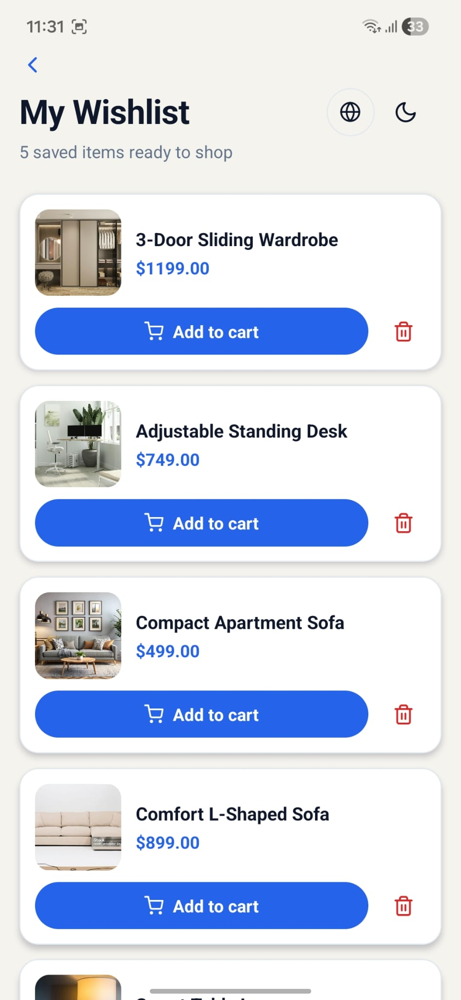 11:31
33
My Wishlist
5 saved items ready to shop
3-Door Sliding Wardrobe
$1199.00
Add to cart
Adjustable Standing Desk
$749.00
Add to cart
Compact Apartment Sofa
$499.00
Add to cart
Comfort L-Shaped Sofa
$899.00
iStock
Add to cart